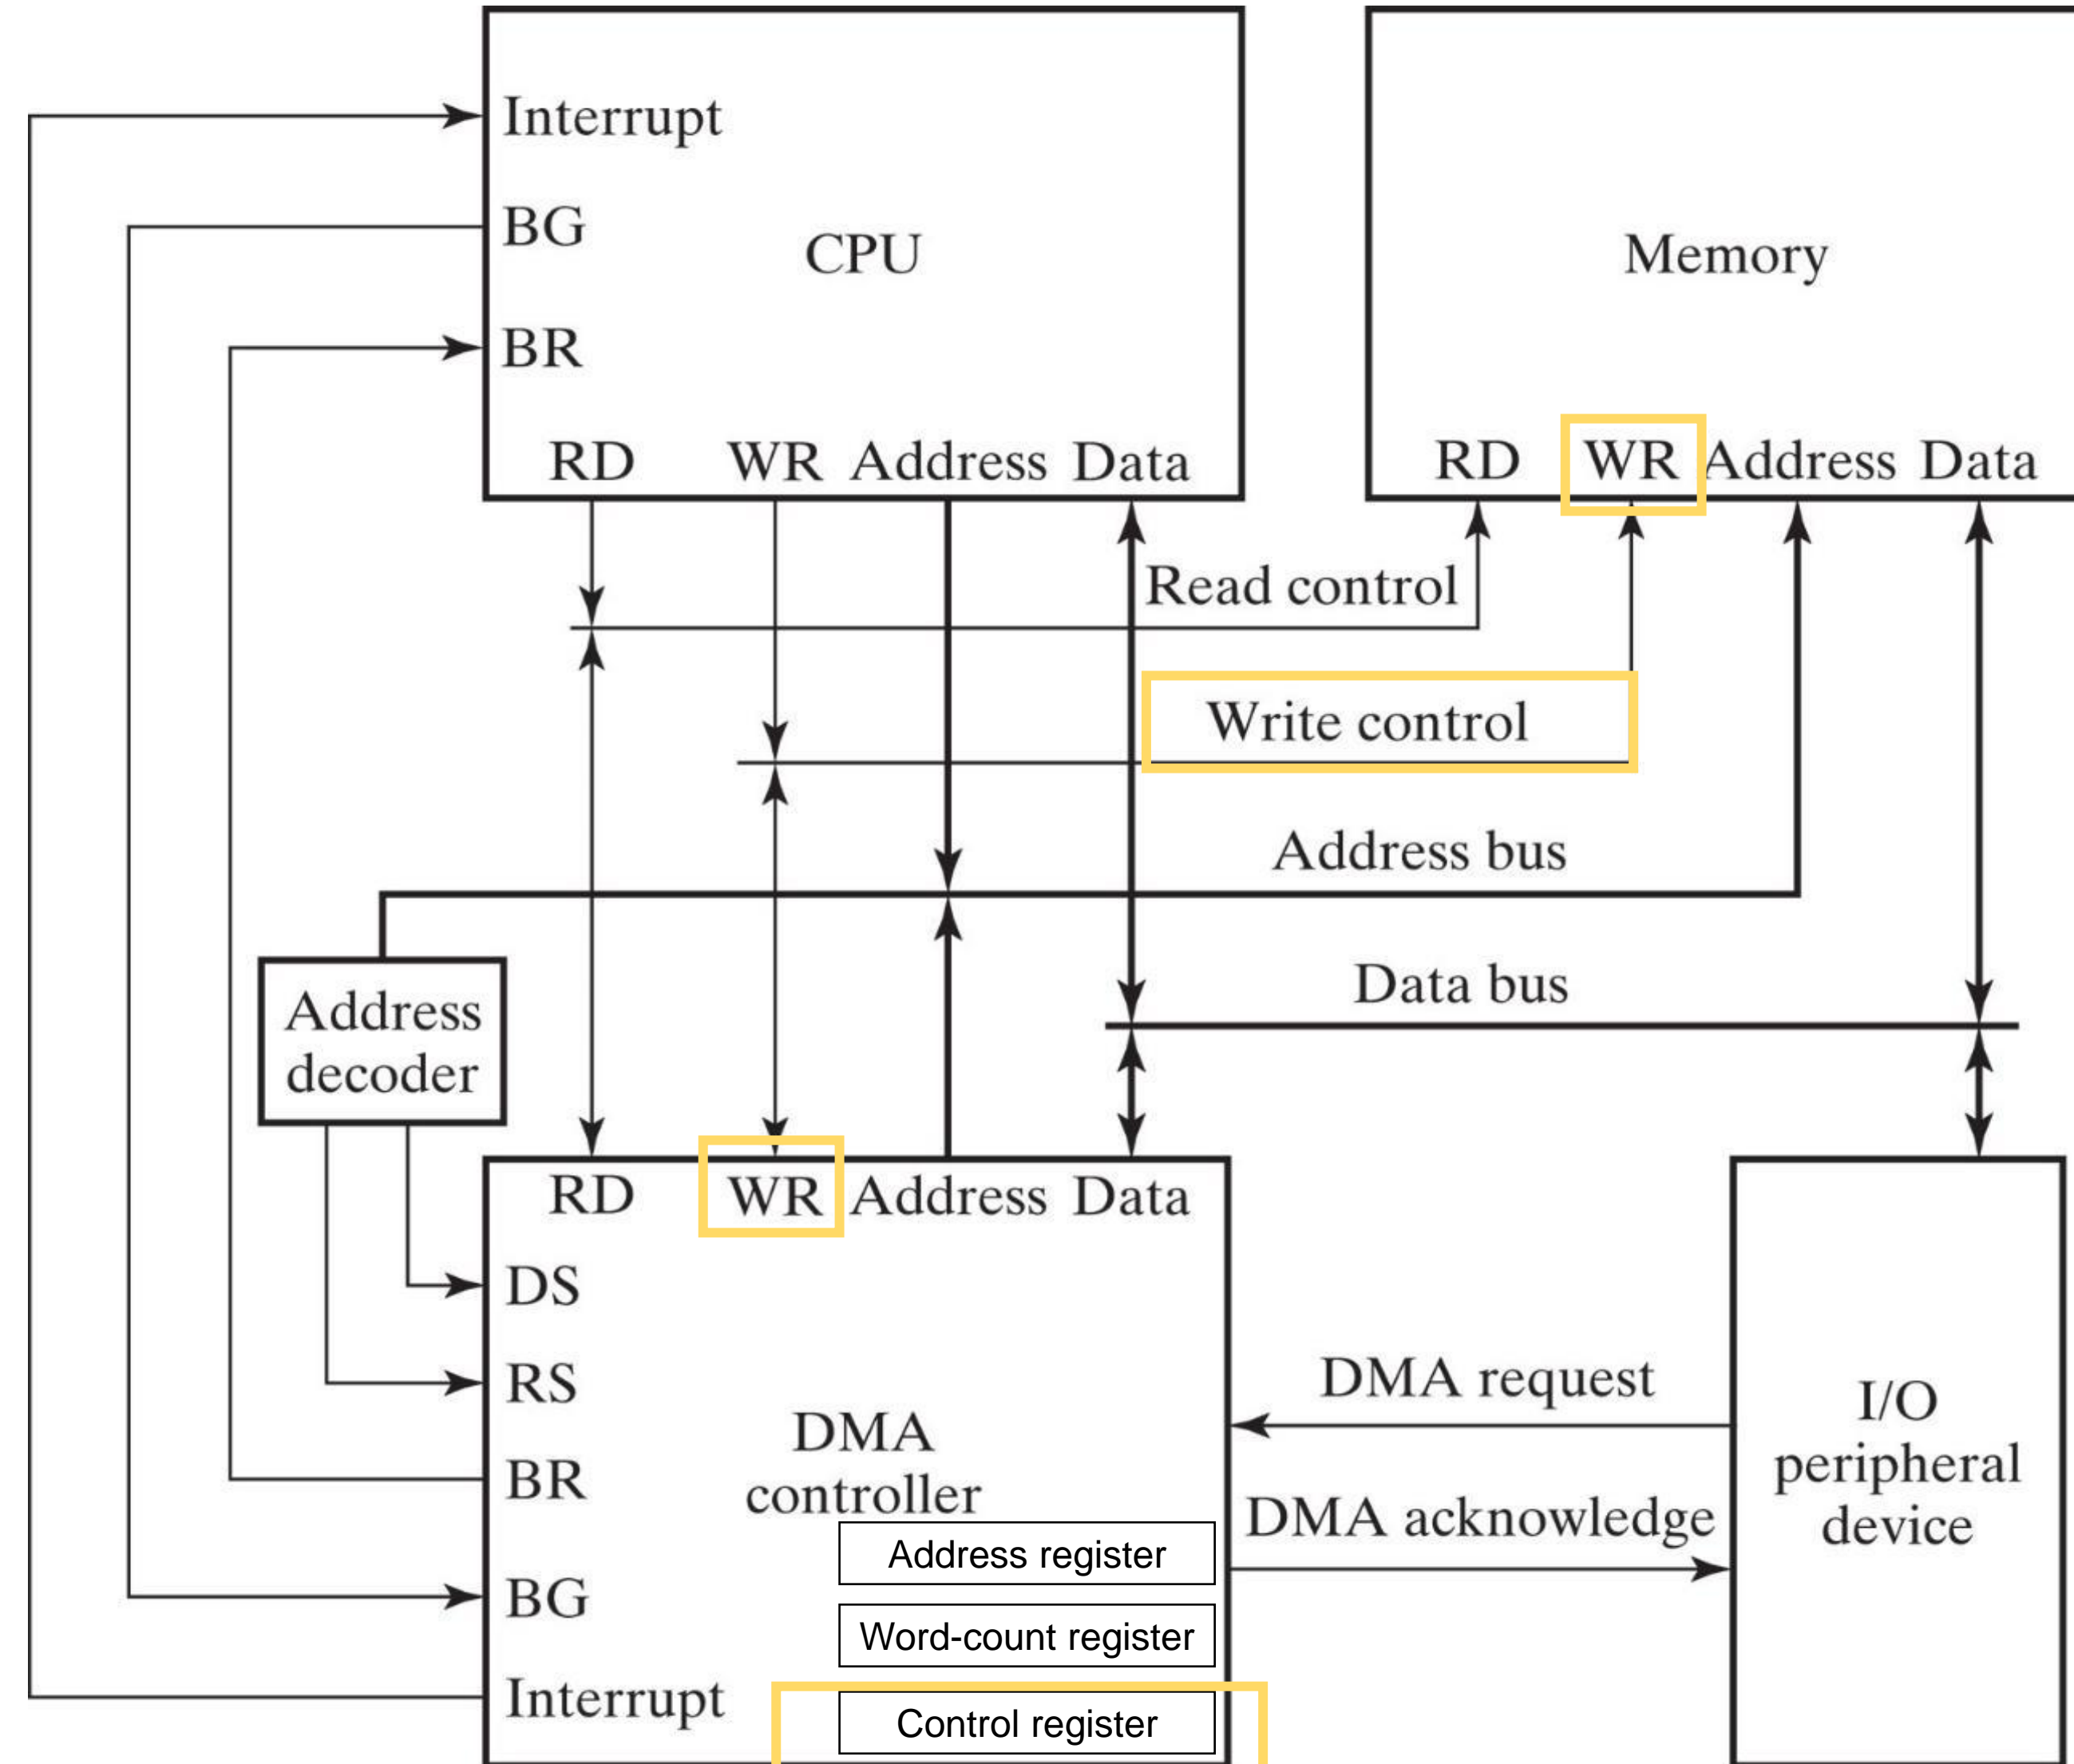 Interrupt
BG
CPU
BR
RD WR Address Data
Memory
RD WR Address Data
Read control
Write control
Address bus
Data bus
Address
decoder
RD WR Address Data
DS
RS
BR
BG
Interrupt
DMA
controller
Address register
Word-count register
Control register
DMA request
DMA acknowledge
I/O
peripheral
device